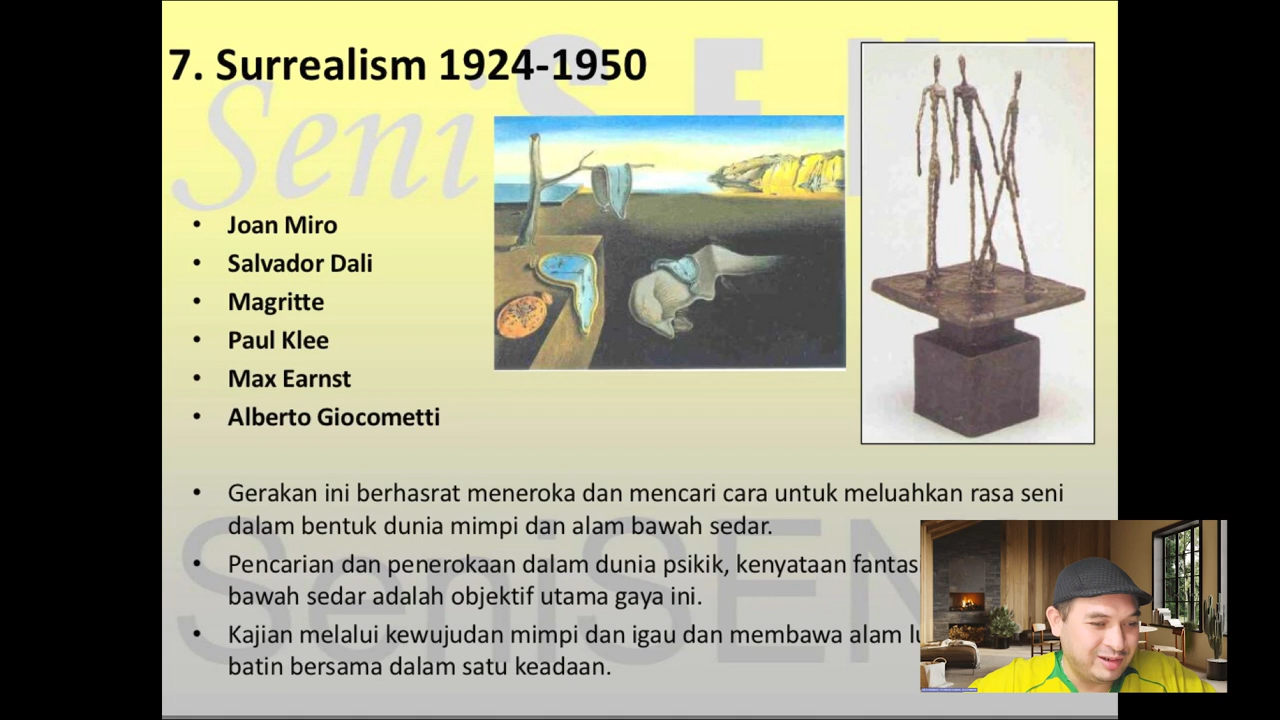 7. Surrealism 1924-1950
Seni
• Joan Miro
• Salvador Dali
• Magritte
• Paul Klee
• Max Earnst
• Alberto Giocometti
• Gerakan ini berhasrat meneroka dan mencari cara untuk meluahkan rasa seni
dalam bentuk dunia mimpi dan alam bawah sedar.
• Pencarian dan penerokaan dalam dunia psikik, kenyataan
bawah sedar adalah objektif utama gaya ini.
• Kajian melalui kewujudan mimpi dan igau dan membawa alam
batin bersama dalam satu keadaan.